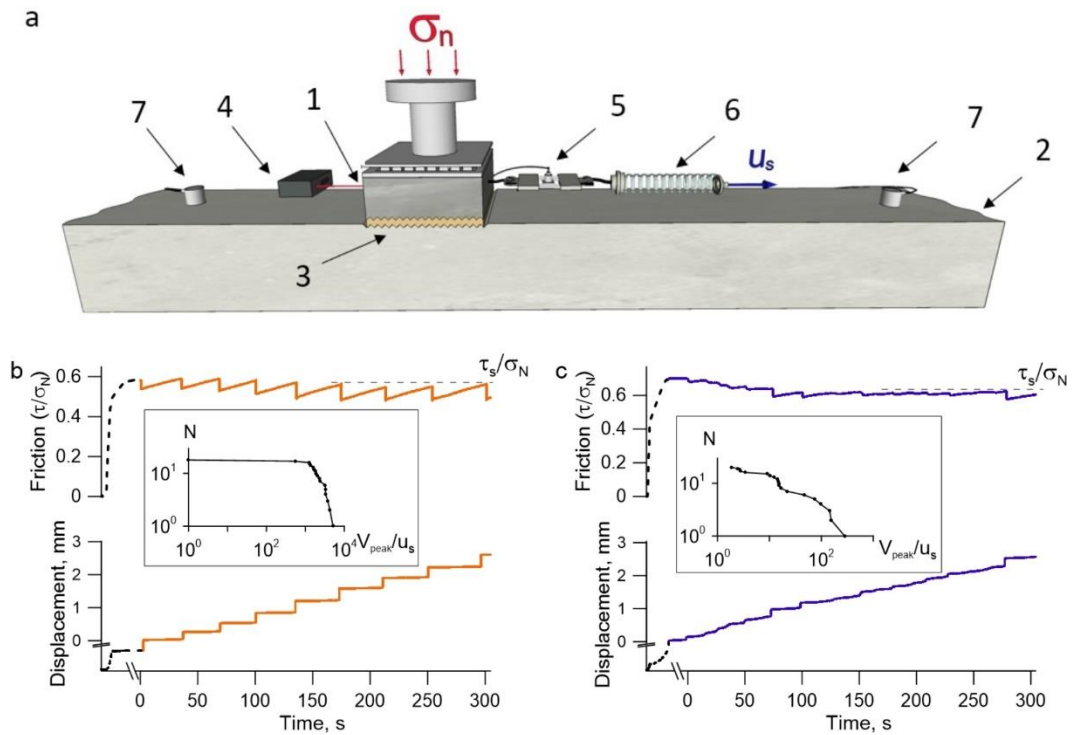 a
σn
7
4
1
5
6
7
2
us
3
b
Friction (τ/σN)
0.6
0.4
0.2
0
τs/σN
N
10¹
10⁰
10⁰
10²
10⁴
Vpeak/us
Displacement, mm
3
2
1
0
0 50 100 150 200 250 300
Time, s
c
Friction (τ/σN)
0.6
0.4
0.2
0
τs/σN
N
10¹
10⁰
10⁰
10²
Vpeak/us
Displacement, mm
3
2
1
0
0 50 100 150 200 250 300
Time, s